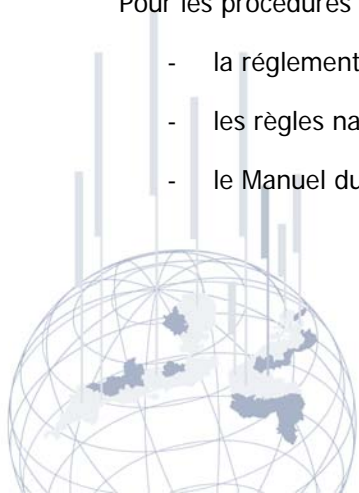 Pour les procédures
- la réglement
- les règles na
- le Manuel du